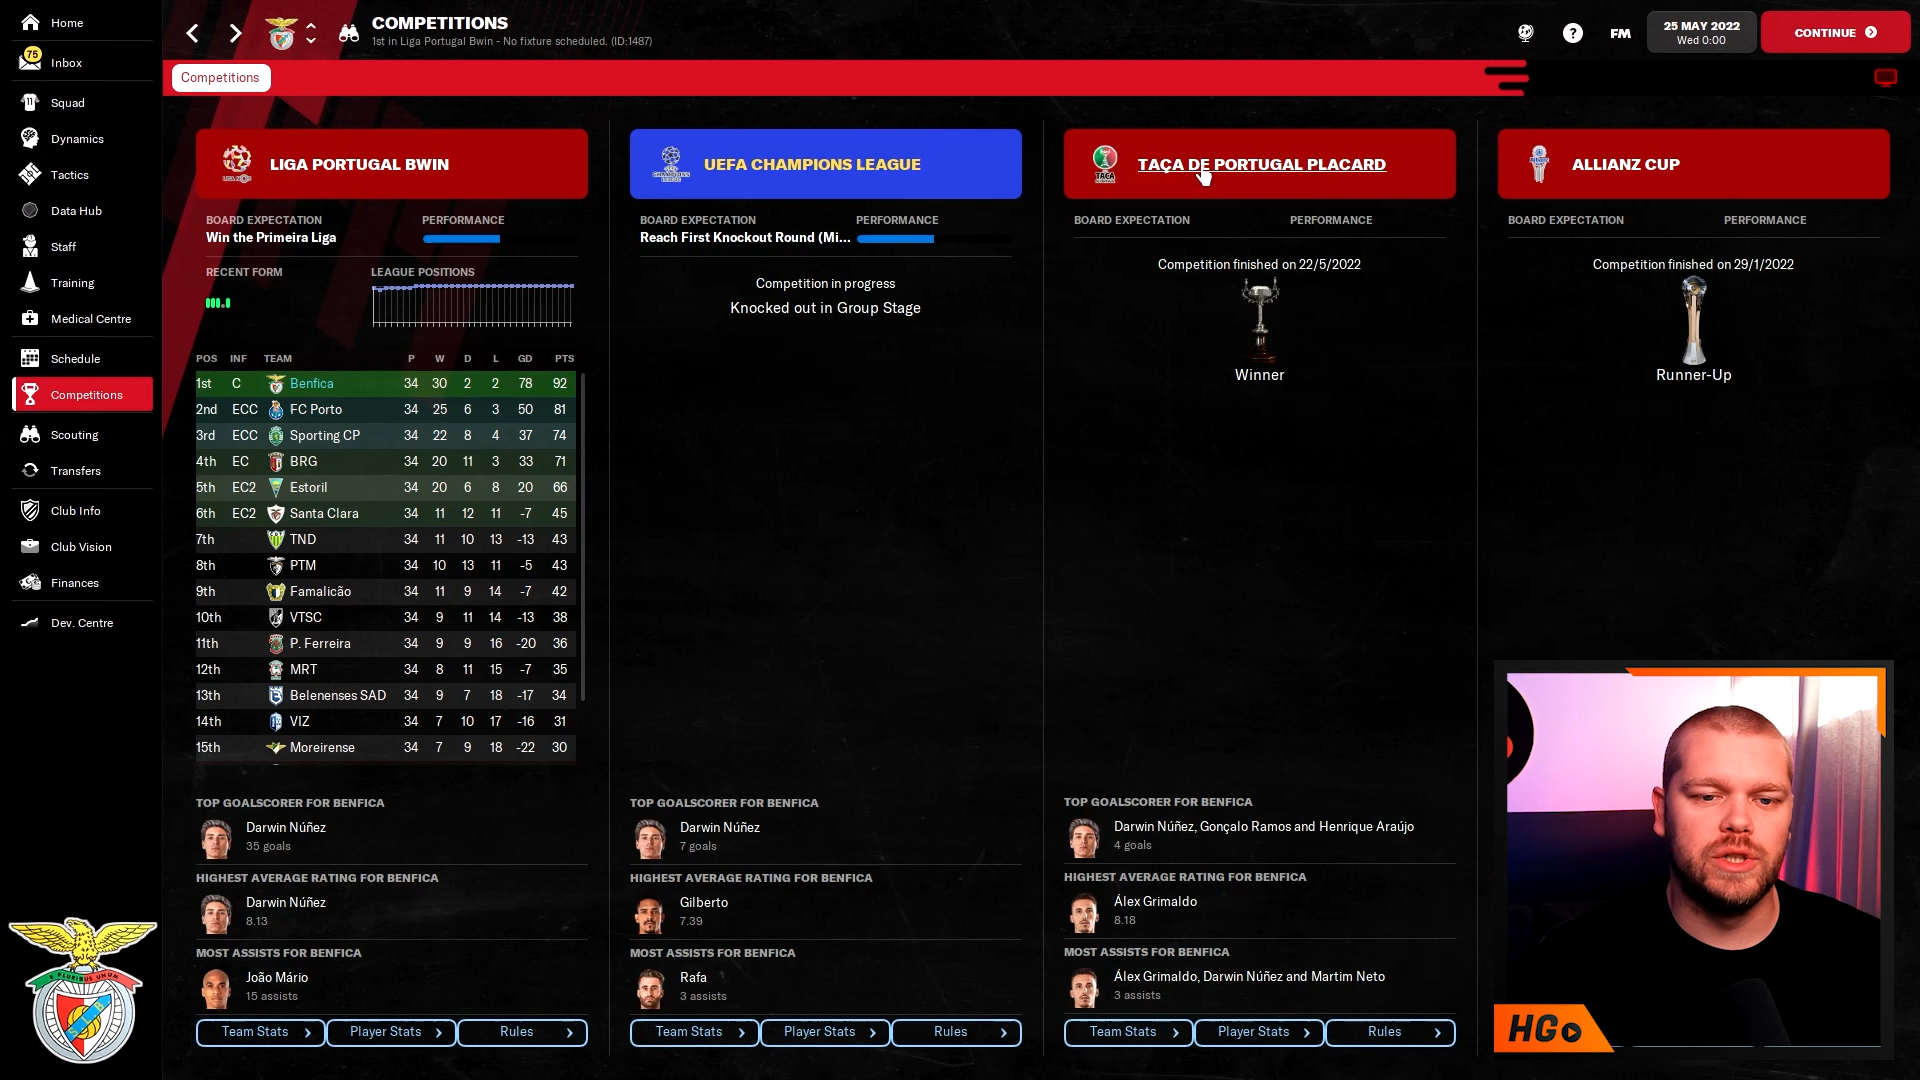 Home
COMPETITIONS
1st in Liga Portugal Bwin - No fixture scheduled. (ID:1487)
FM
25 MAY 2022
Wed 0:00
CONTINUE
75
Inbox
Competitions
Squad
Dynamics
Tactics
Data Hub
Staff
Training
Medical Centre
Schedule
Competitions
Scouting
Transfers
Club Info
Club Vision
Finances
Dev. Centre
E PLURIBUS UNUM
LIGA PORTUGAL BWIN
BOARD EXPECTATION PERFORMANCE
Win the Primeira Liga
RECENT FORM LEAGUE POSITIONS
POS INF TEAM P W D L GD PTS
1st C Benfica 34 30 2 2 78 92
2nd ECC FC Porto 34 25 6 3 50 81
3rd ECC Sporting CP 34 22 8 4 37 74
4th EC BRG 34 20 11 3 33 71
5th EC2 Estoril 34 20 6 8 20 66
6th EC2 Santa Clara 34 11 12 11 -7 45
7th TND 34 11 10 13 -13 43
8th PTM 34 10 13 11 -5 43
9th Famalicão 34 11 9 14 -7 42
10th VTSC 34 9 11 14 -13 38
11th P. Ferreira 34 9 9 16 -20 36
12th MRT 34 8 11 15 -7 35
13th Belenenses SAD 34 9 7 18 -17 34
14th VIZ 34 7 10 17 -16 31
15th Moreirense 34 7 9 18 -22 30
TOP GOALSCORER FOR BENFICA
Darwin Núñez
35 goals
HIGHEST AVERAGE RATING FOR BENFICA
Darwin Núñez
8.13
MOST ASSISTS FOR BENFICA
João Mário
15 assists
Team Stats Player Stats Rules
UEFA CHAMPIONS LEAGUE
BOARD EXPECTATION PERFORMANCE
Reach First Knockout Round (Mi...
Competition in progress
Knocked out in Group Stage
TOP GOALSCORER FOR BENFICA
Darwin Núñez
7 goals
HIGHEST AVERAGE RATING FOR BENFICA
Gilberto
7.39
MOST ASSISTS FOR BENFICA
Rafa
3 assists
Team Stats Player Stats Rules
TAÇA DE PORTUGAL PLACARD
BOARD EXPECTATION PERFORMANCE
Competition finished on 22/5/2022
Winner
TOP GOALSCORER FOR BENFICA
Darwin Núñez, Gonçalo Ramos and Henrique Araújo
4 goals
HIGHEST AVERAGE RATING FOR BENFICA
Álex Grimaldo
8.18
MOST ASSISTS FOR BENFICA
Álex Grimaldo, Darwin Núñez and Martim Neto
3 assists
Team Stats Player Stats Rules
ALLIANZ CUP
BOARD EXPECTATION PERFORMANCE
Competition finished on 29/1/2022
Runner-Up
HG